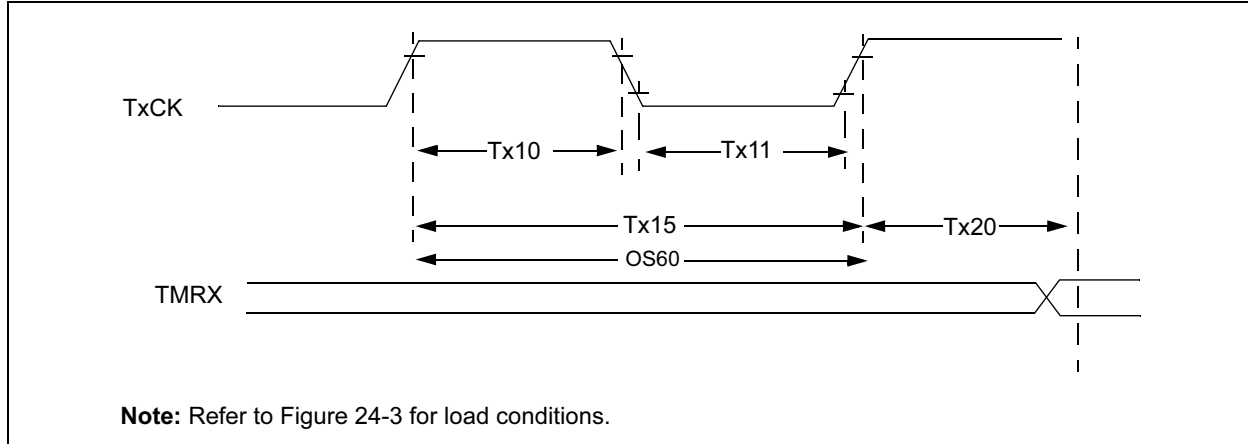 TxCK
Tx10
Tx11
Tx15
Tx20
OS60
TMRX
Note: Refer to Figure 24-3 for load conditions.